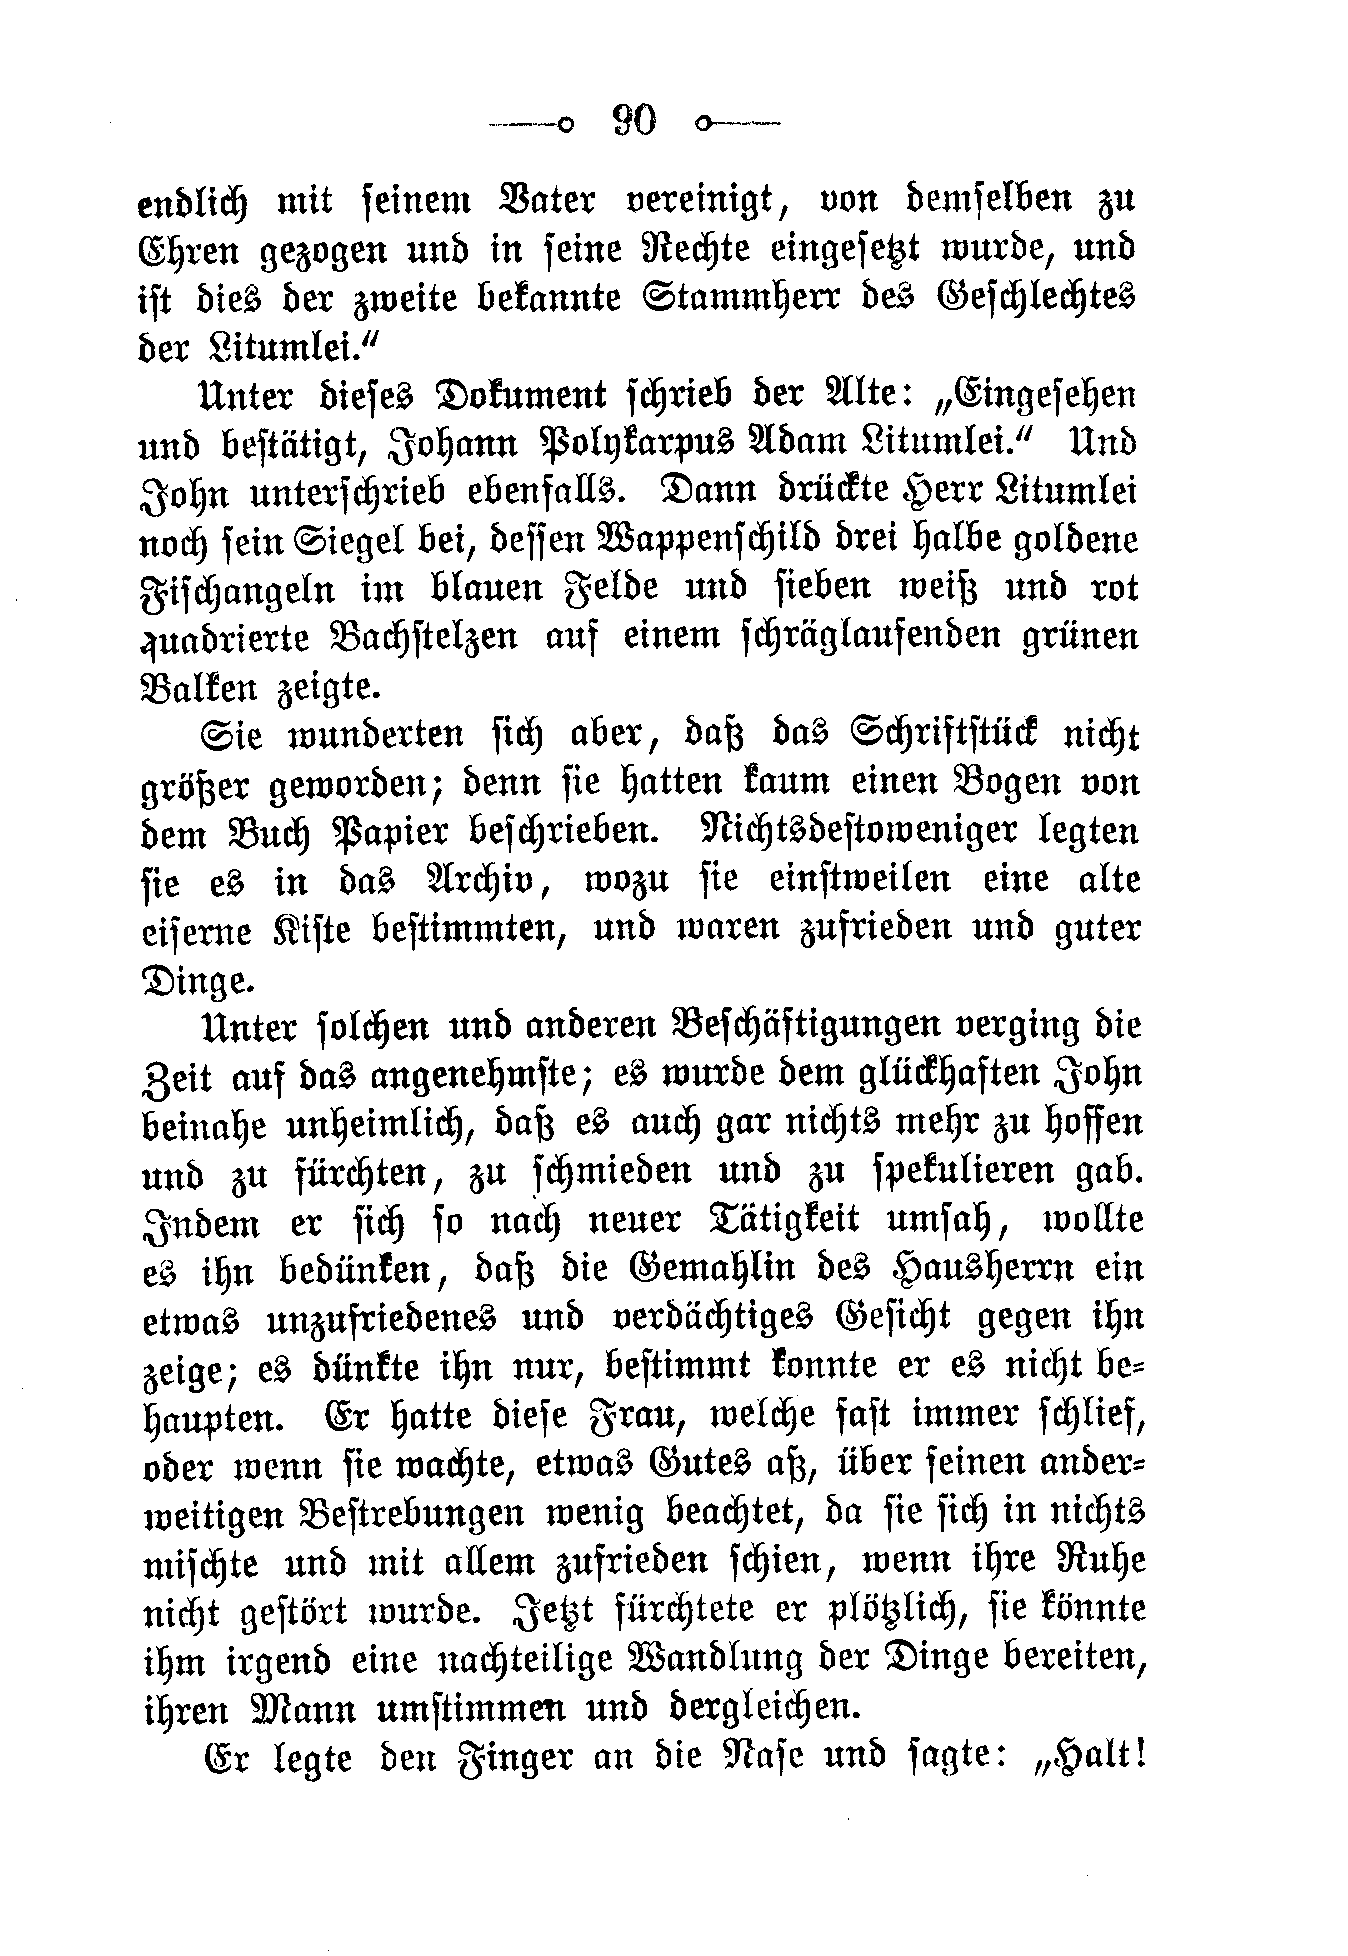 90
endlich mit seinem Vater vereinigt, von demselben zu
Ehren gezogen und in seine Rechte eingesetzt wurde, und
ist dies der zweite bekannte Stammherr des Geschlechtes
der Litumlei.“
Unter dieses Dokument schrieb der Alte: „Eingesehen
und bestätigt, Johann Polykarpus Adam Litumlei.“ Und
John unterschrieb ebenfalls. Dann drückte Herr Litumlei
noch sein Siegel bei, dessen Wappenschild drei halbe goldene
Fischangeln im blauen Felde und sieben weiß und rot
quadrierte Bachstelzen auf einem schräglaufenden grünen
Balken zeigte.
Sie wunderten sich aber, daß das Schriftstück nicht
größer geworden; denn sie hatten kaum einen Bogen von
dem Buch Papier beschrieben. Nichtsdestoweniger legten
sie es in das Archiv, wozu sie einstweilen eine alte
eiserne Kiste bestimmten, und waren zufrieden und guter
Dinge.
Unter solchen und anderen Beschäftigungen verging die
Zeit auf das angenehmste; es wurde dem glückhaften John
beinahe unheimlich, daß es auch gar nichts mehr zu hoffen
und zu fürchten, zu schmieden und zu spekulieren gab.
Indem er sich so nach neuer Tätigkeit umsah, wollte
es ihn bedünken, daß die Gemahlin des Hausherrn ein
etwas unzufriedenes und verdächtiges Gesicht gegen ihn
zeige; es dünkte ihn nur, bestimmt konnte er es nicht be-
haupten. Er hatte diese Frau, welche fast immer schlief,
oder wenn sie wachte, etwas Gutes aß, über seinen ander-
weitigen Bestrebungen wenig beachtet, da sie sich in nichts
mischte und mit allem zufrieden schien, wenn ihre Ruhe
nicht gestört wurde. Jetzt fürchtete er plötzlich, sie könnte
ihm irgend eine nachteilige Wandlung der Dinge bereiten,
ihren Mann umstimmen und dergleichen.
Er legte den Finger an die Nase und sagte: „Halt!